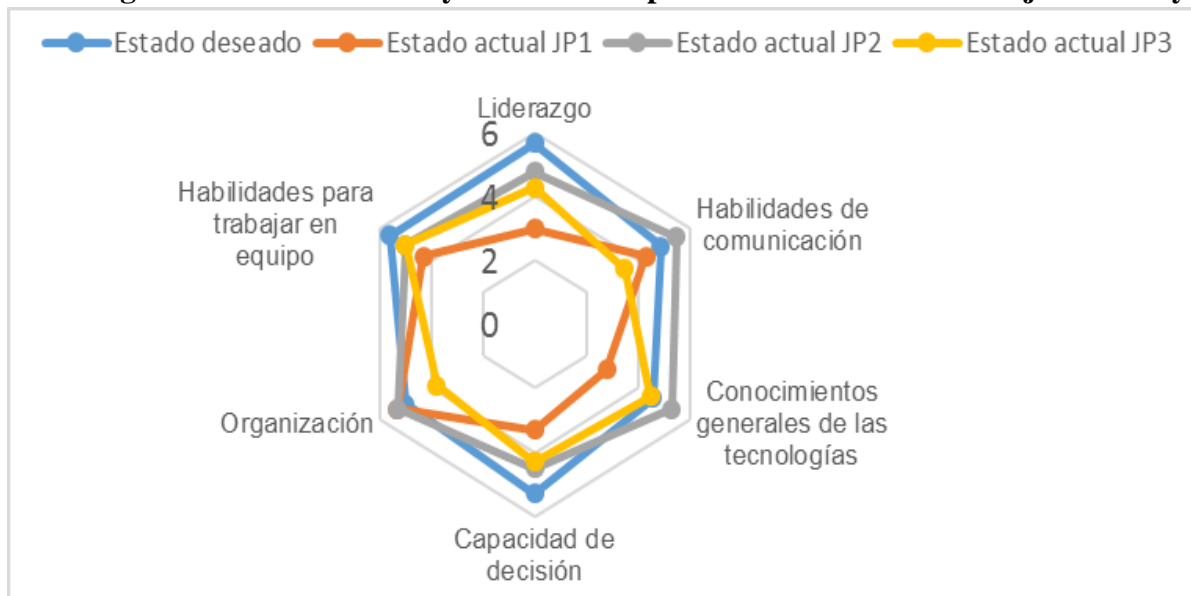 Estado deseado Estado actual JP1 Estado actual JP2 Estado actual JP3
Liderazgo
6
4
2
0
Habilidades de
comunicación
Conocimientos
generales de las
tecnologías
Capacidad de
decisión
Organización
Habilidades para
trabajar en
equipo